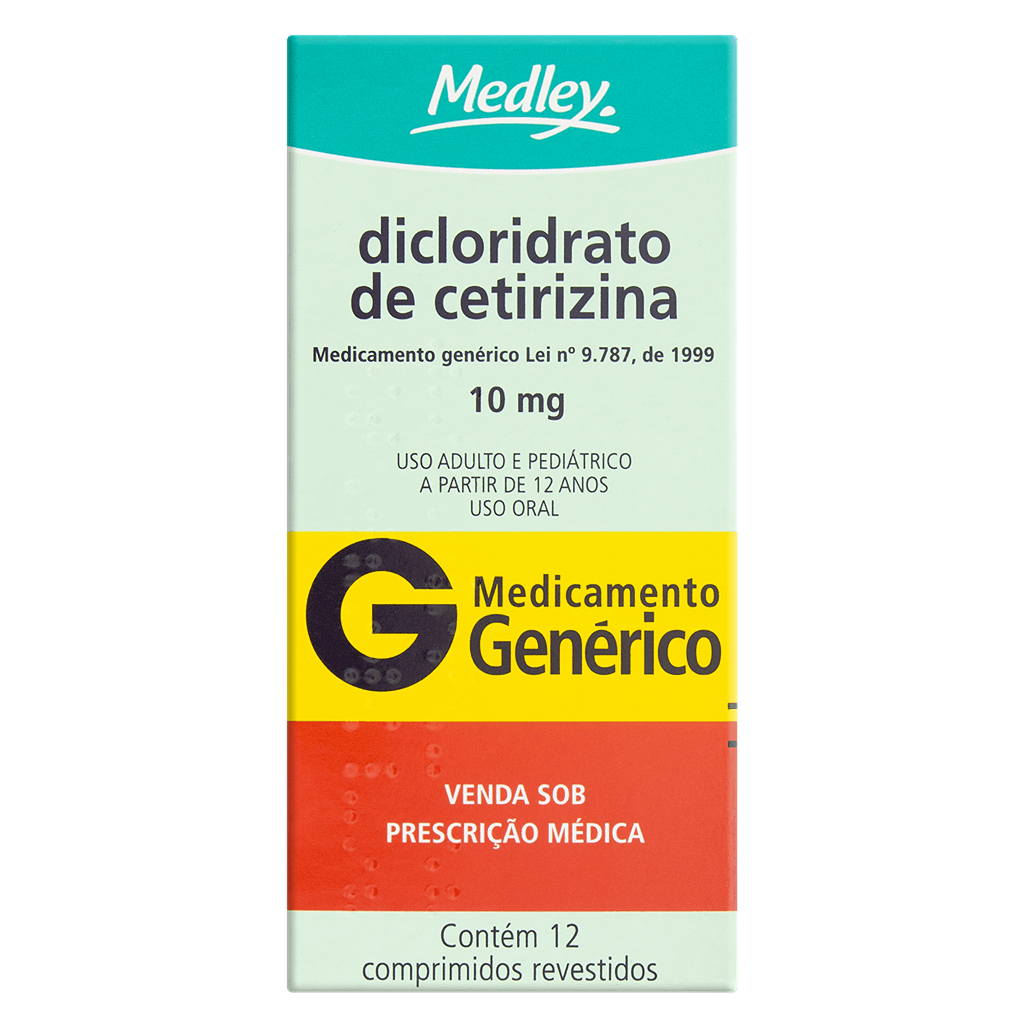 Medley.
dicloridrato
de cetirizina
Medicamento genérico Lei nº 9.787, de 1999
10 mg
USO ADULTO E PEDIÁTRICO
A PARTIR DE 12 ANOS
USO ORAL
G Medicamento
Genérico
VENDA SOB
PRESCRIÇÃO MÉDICA
Contém 12
comprimidos revestidos